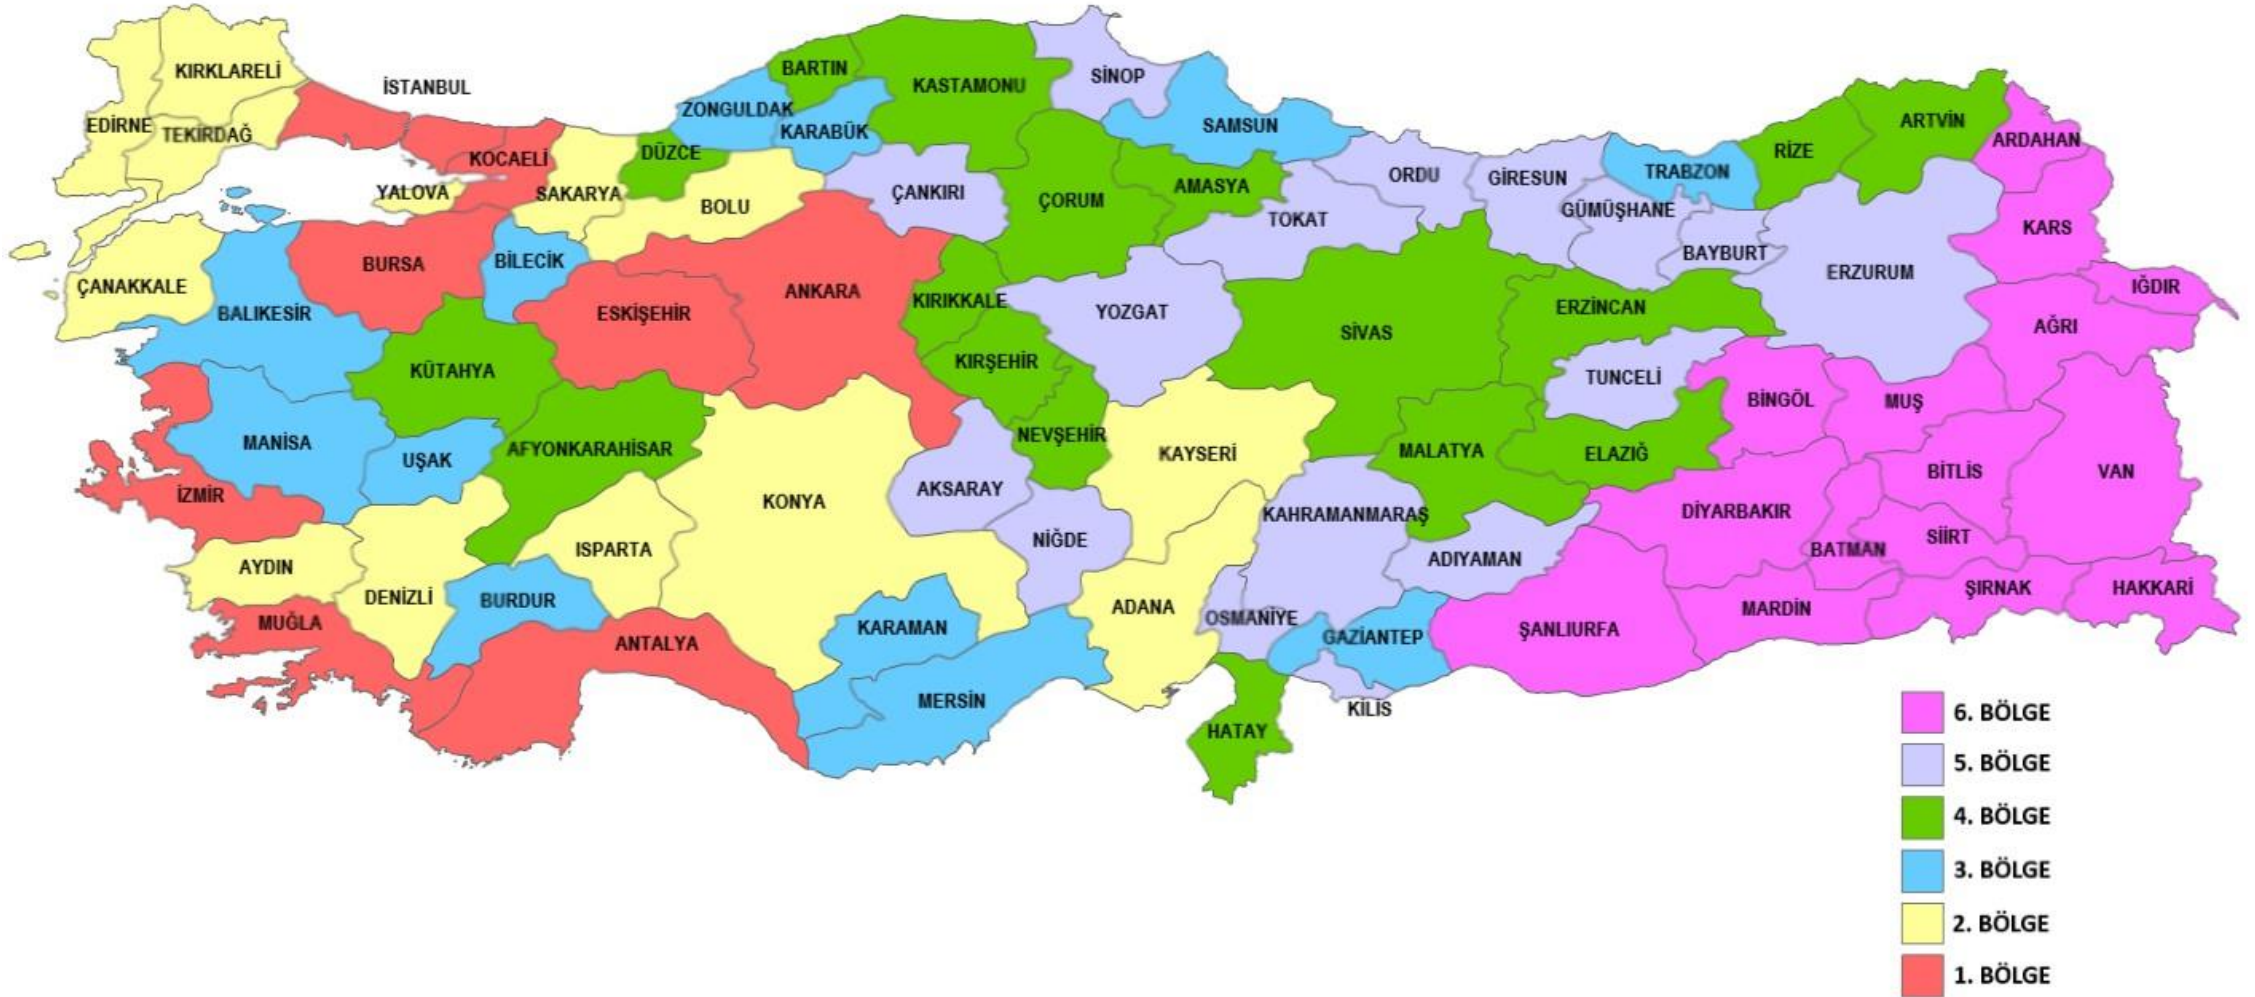 KIRKLARELİ
İSTANBUL
EDİRNE
TEKİRDAĞ
KOCAELİ
YALOVA
SAKARYA
DÜZCE
BOLU
ZONGULDAK
BARTIN
KARABÜK
KASTAMONU
SİNOP
SAMSUN
ÇANKIRI
ÇORUM
AMASYA
TOKAT
ORDU
GİRESUN
GÜMÜŞHANE
TRABZON
RİZE
ARTVİN
ARDAHAN
BAYBURT
KARS
ÇANAKKALE
BALIKESİR
BURSA
BİLECİK
ESKİŞEHİR
ANKARA
KIRIKKALE
YOZGAT
SİVAS
ERZİNCAN
ERZURUM
IĞDIR
AĞRI
KÜTAHYA
KIRŞEHİR
TUNCELİ
BİNGÖL
MUŞ
MANİSA
UŞAK
AFYONKARAHİSAR
NEVŞEHİR
KAYSERİ
MALATYA
ELAZIĞ
BİTLİS
VAN
İZMİR
KONYA
AKSARAY
NİĞDE
KAHRAMANMARAŞ
DİYARBAKIR
BATMAN
SİİRT
AYDIN
DENİZLİ
ISPARTA
ADIYAMAN
MUĞLA
BURDUR
ANTALYA
KARAMAN
MERSİN
ADANA
OSMANİYE
GAZİANTEP
ŞANLIURFA
MARDİN
ŞIRNAK
HAKKARİ
KİLİS
HATAY
6. BÖLGE
5. BÖLGE
4. BÖLGE
3. BÖLGE
2. BÖLGE
1. BÖLGE